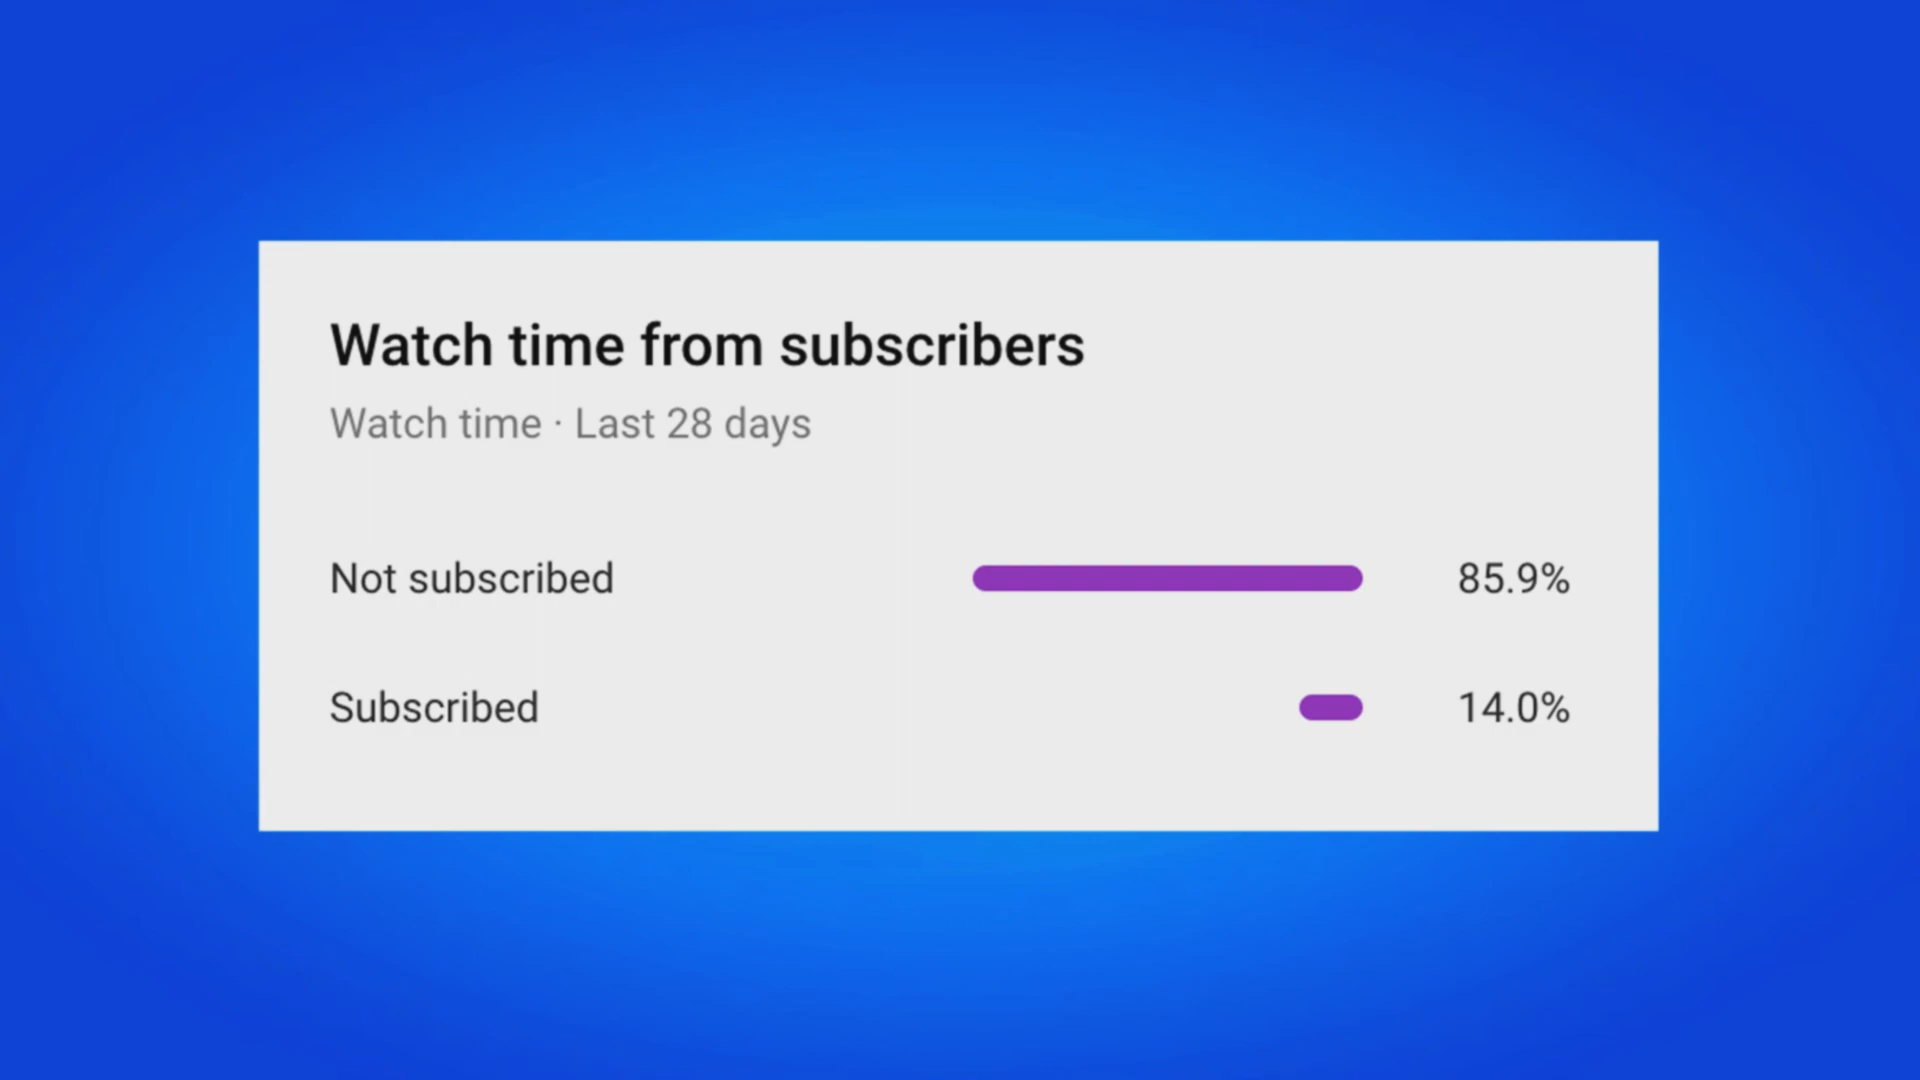 Watch time from subscribers
Watch time · Last 28 days
Not subscribed 85.9%
Subscribed 14.0%